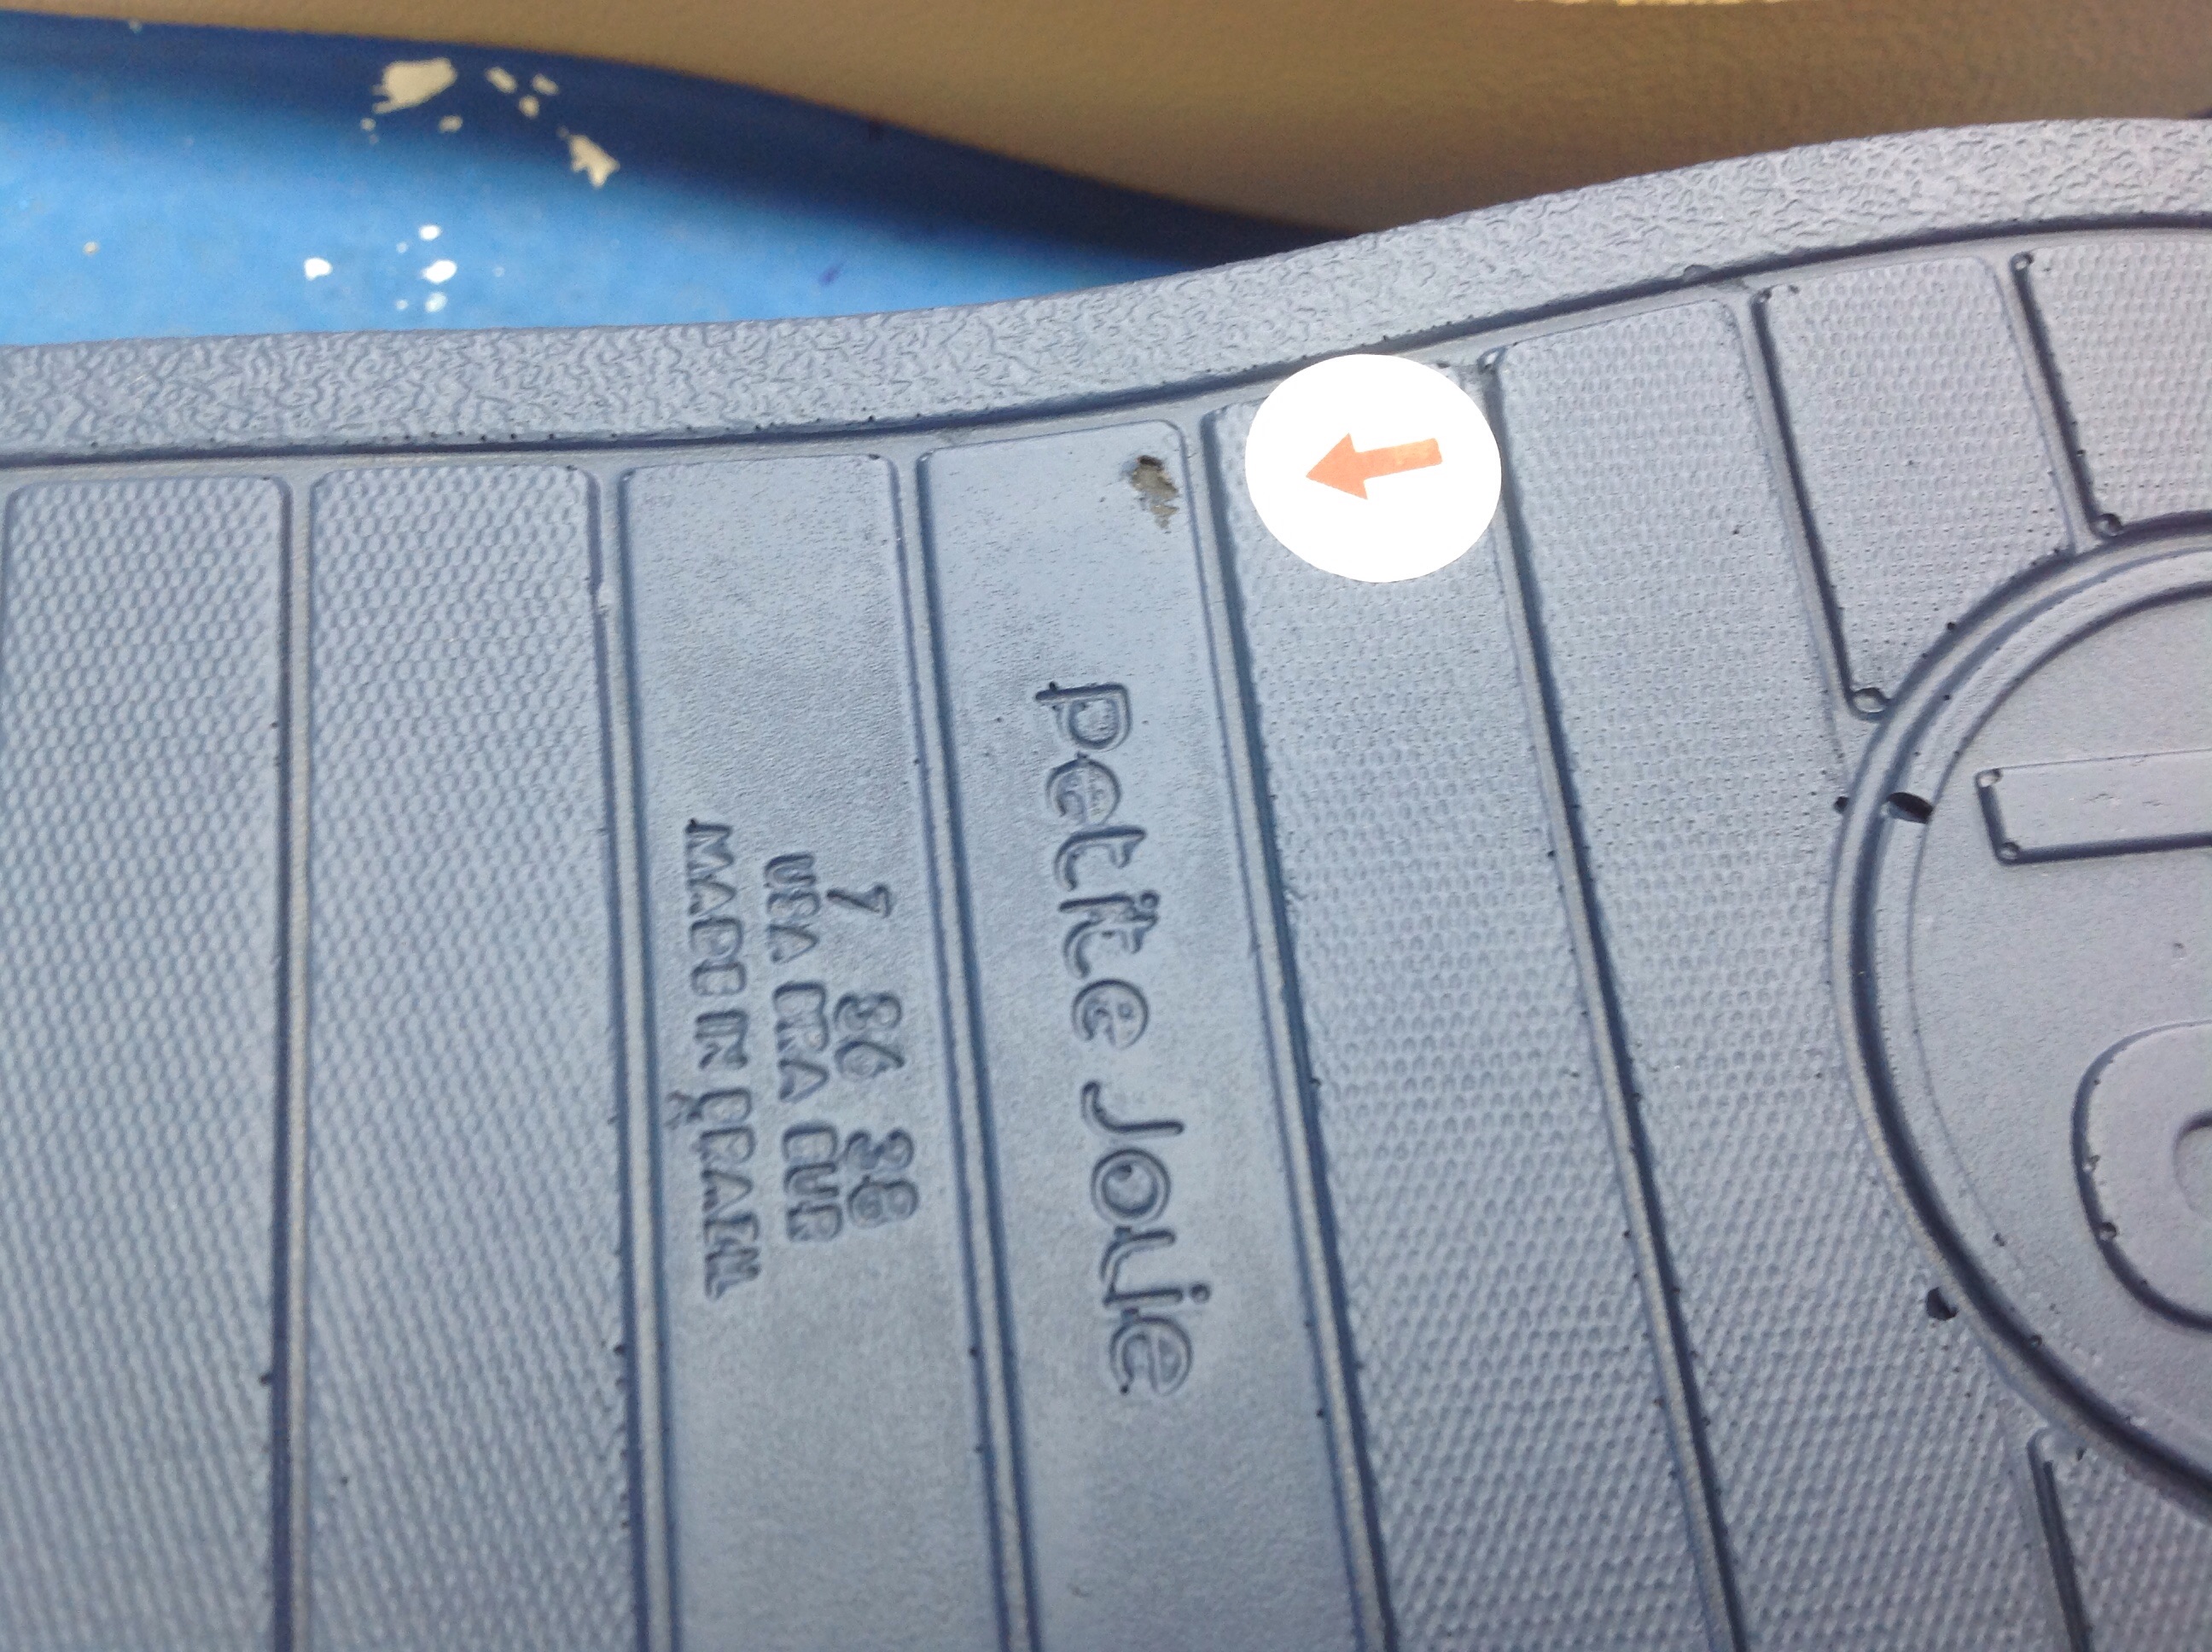 Petite Jolie
7 36 38
USA BRA EUR
MADE IN BRAZIL